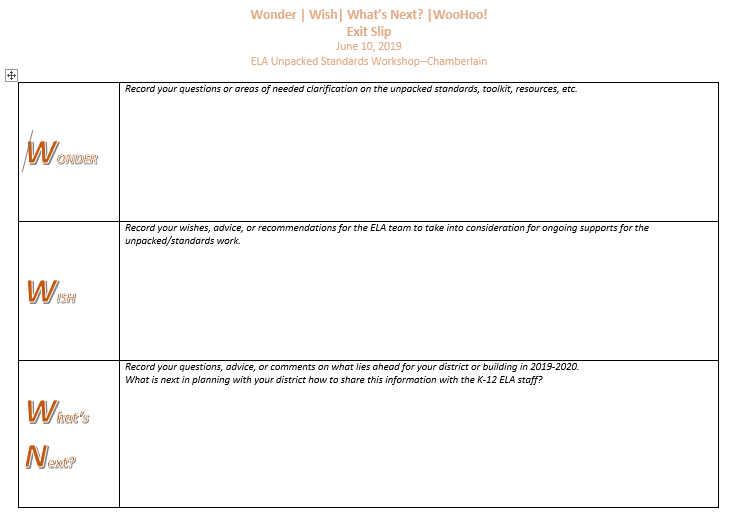 Wonder | Wish| What's Next? |WooHoo!
Exit Slip
June 10, 2019
ELA Unpacked Standards Workshop--Chamberlain
Record your questions or areas of needed clarification on the unpacked standards, toolkit, resources, etc.
WONDER
Record your wishes, advice, or recommendations for the ELA team to take into consideration for ongoing supports for the
unpacked/standards work.
WISH
Record your questions, advice, or comments on what lies ahead for your district or building in 2019-2020.
What is next in planning with your district how to share this information with the K-12 ELA staff?
What's
Next?